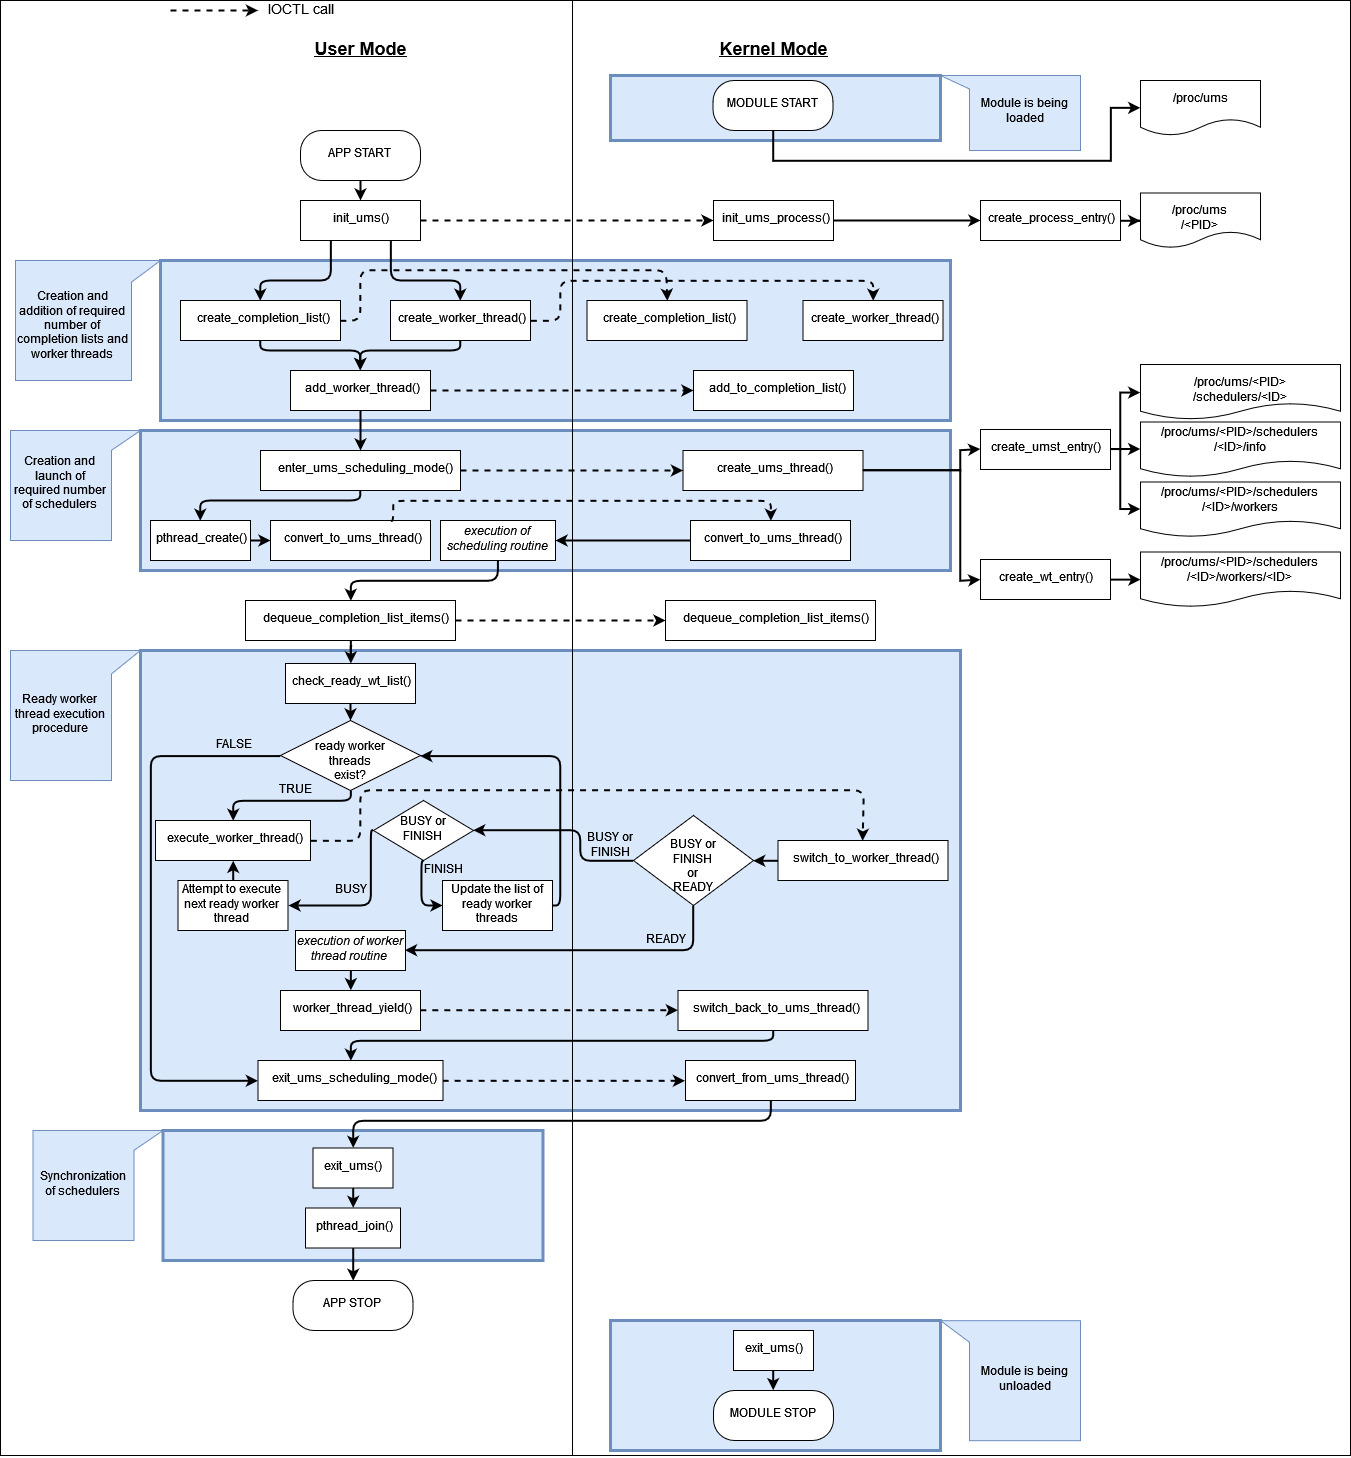 IOCTL call
User Mode
Kernel Mode
MODULE START
Module is being
loaded
/proc/ums
APP START
init_ums()
init_ums_process()
create_process_entry()
/proc/ums
/<PID>
Creation and
addition of required
number of
completion lists and
worker threads
create_completion_list()
create_worker_thread()
create_completion_list()
create_worker_thread()
add_worker_thread()
add_to_completion_list()
/proc/ums/<PID>
/schedulers/<ID>
Creation and
launch of
required number
of schedulers
enter_ums_scheduling_mode()
create_ums_thread()
create_umst_entry()
/proc/ums/<PID>/schedulers
/<ID>/info
/proc/ums/<PID>/schedulers
/<ID>/workers
pthread_create()
convert_to_ums_thread()
execution of
scheduling routine
convert_to_ums_thread()
create_wt_entry()
/proc/ums/<PID>/schedulers
/<ID>/workers/<ID>
dequeue_completion_list_items()
dequeue_completion_list_items()
Ready worker
thread execution
procedure
check_ready_wt_list()
FALSE
ready worker
threads
exist?
TRUE
execute_worker_thread()
BUSY or
FINISH
BUSY or
FINISH
BUSY or
FINISH
or
READY
switch_to_worker_thread()
FINISH
BUSY
Attempt to execute
next ready worker
thread
Update the list of
ready worker
threads
READY
execution of worker
thread routine
worker_thread_yield()
switch_back_to_ums_thread()
exit_ums_scheduling_mode()
convert_from_ums_thread()
Synchronization
of schedulers
exit_ums()
pthread_join()
APP STOP
exit_ums()
Module is being
unloaded
MODULE STOP